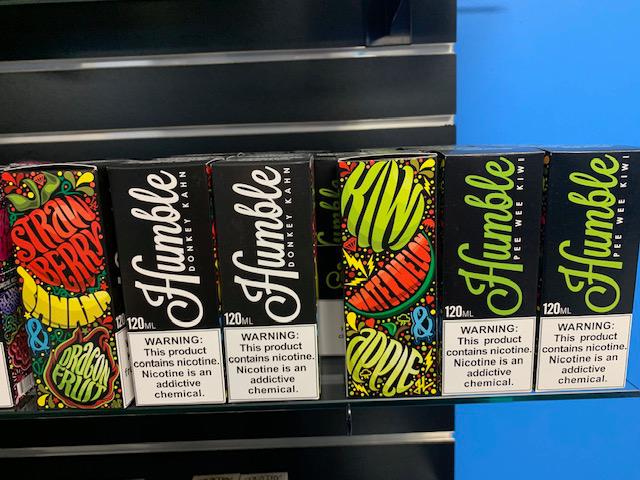 STRAW
BERRY
BANANA
&
DRAGON
FRUIT
120
Humble
DONKEY KAHN
120ML
WARNING:
This product
contains nicotine.
Nicotine is an
addictive
chemical.
Humble
DONKEY KAHN
120ML
WARNING:
This product
contains nicotine.
Nicotine is an
addictive
chemical.
KIWI
WATERMELON
&
APPLE
Humble
PEE WEE KIWI
120ML
WARNING:
This product
contains nicotine.
Nicotine is an
addictive
chemical.
Humble
PEE WEE KIWI
120ML
WARNING:
This product
contains nicotine.
Nicotine is an
addictive
chemical.